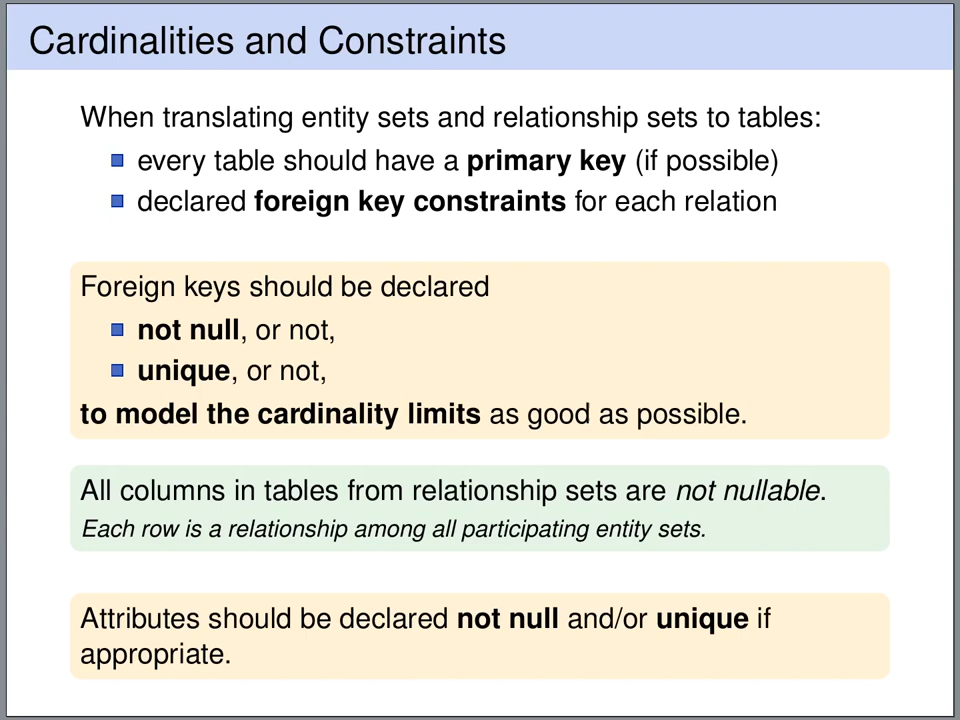 Cardinalities and Constraints
When translating entity sets and relationship sets to tables:
every table should have a primary key (if possible)
declared foreign key constraints for each relation
Foreign keys should be declared
not null, or not,
unique, or not,
to model the cardinality limits as good as possible.
All columns in tables from relationship sets are not nullable.
Each row is a relationship among all participating entity sets.
Attributes should be declared not null and/or unique if
appropriate.